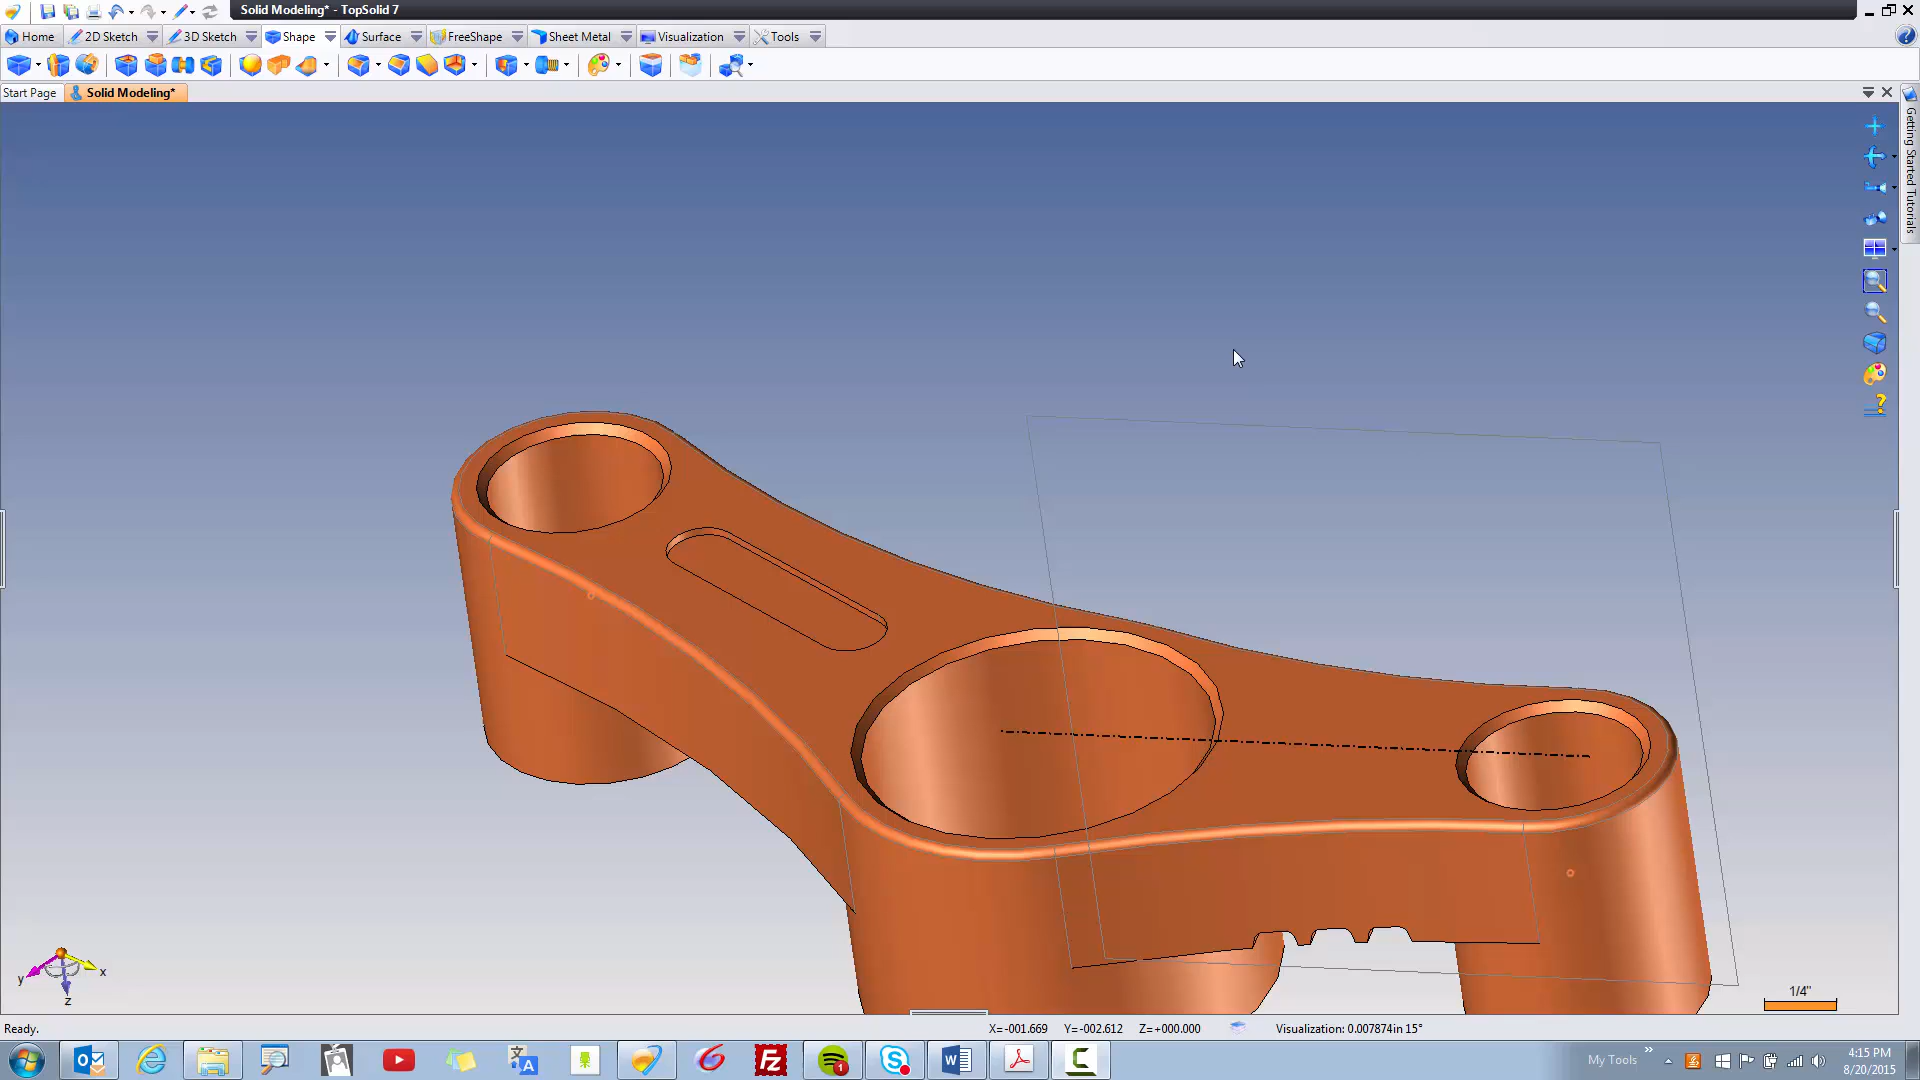 Solid Modeling* - TopSolid 7
Home 2D Sketch 3D Sketch Shape Surface FreeShape Sheet Metal Visualization Tools
Start Page Solid Modeling*
Getting Started Tutorials
y x
z
1/4"
Ready. X=-001.669 Y=-002.612 Z=+000.000 Visualization: 0.007874in 15°
My Tools » 4:15 PM
8/20/2015